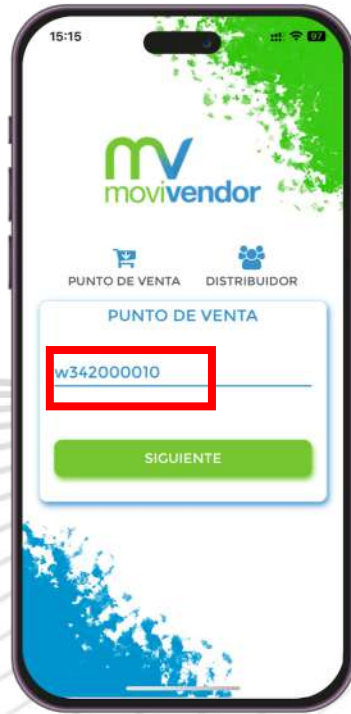 15:15
97
mv
movivendor
PUNTO DE VENTA DISTRIBUIDOR
PUNTO DE VENTA
w342000010
SIGUIENTE